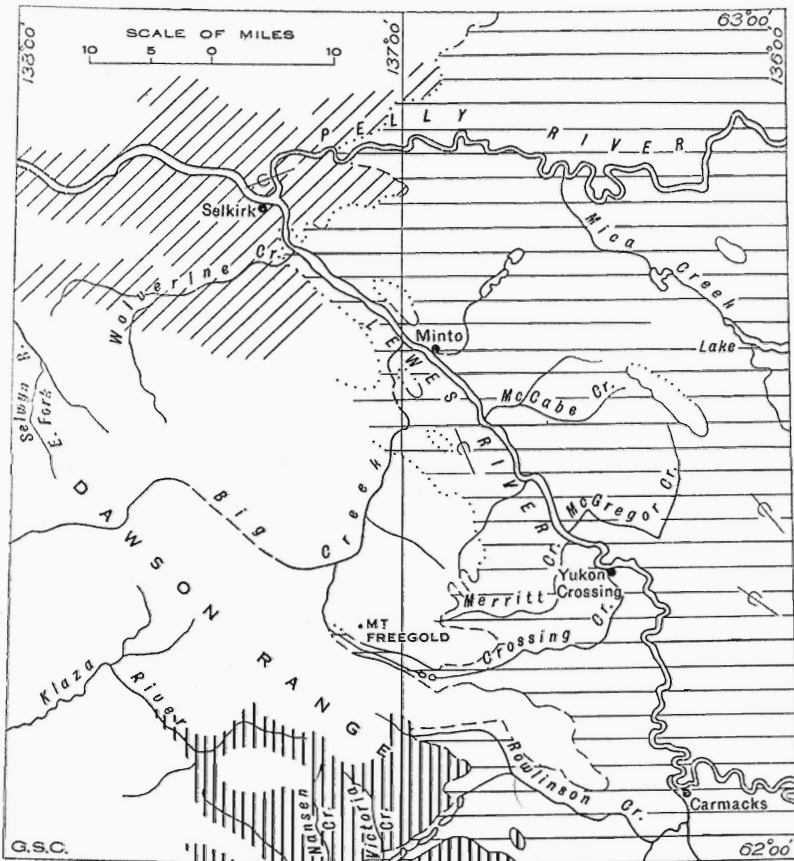 SCALE OF MILES
10 5 0 10
138°00'
137°00'
63°00'
136°00'
PELLY RIVER
Selkirk
Wolverine Cr.
Mica Creek
Lake
Minto
LEWES RIVER
McCabe Cr.
Selwyn R.
E. Fork
McGregor Cr.
Big Creek
DAWSON RANGE
Yukon
Crossing
Merritt Cr.
MT
FREEGOLD
Crossing Cr.
Klaza River
Rowlinson Cr.
Nansen Cr.
Victoria Cr.
Carmacks
G.S.C.
62°00'